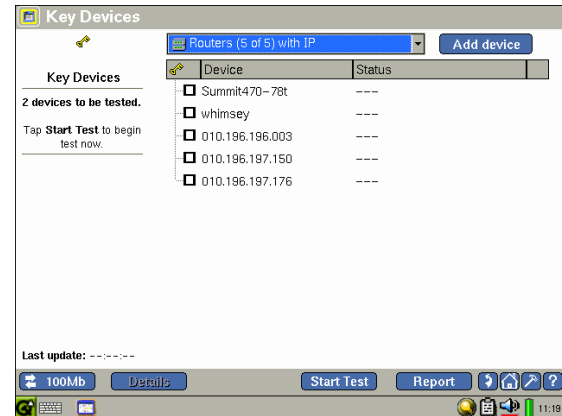 Key Devices
Routers (5 of 5) with IP
Add device
Key Devices
2 devices to be tested.
Tap Start Test to begin
test now.
Device Status
Summit470-78t ---
whimsey ---
010.196.196.003 ---
010.196.197.150 ---
010.196.197.176 ---
Last update: --:--:--
100Mb Details Start Test Report ?
11:19